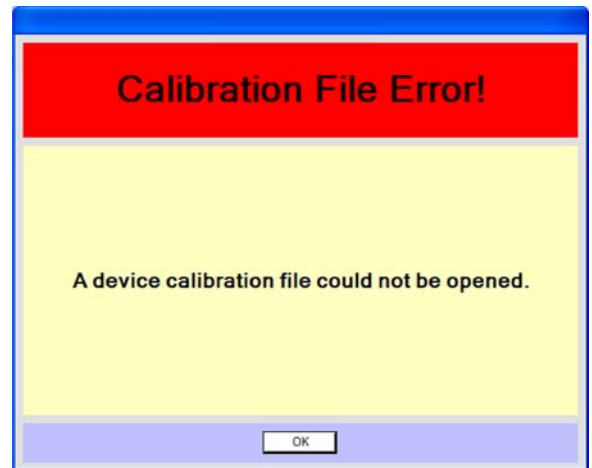 Calibration File Error!
A device calibration file could not be opened.
OK